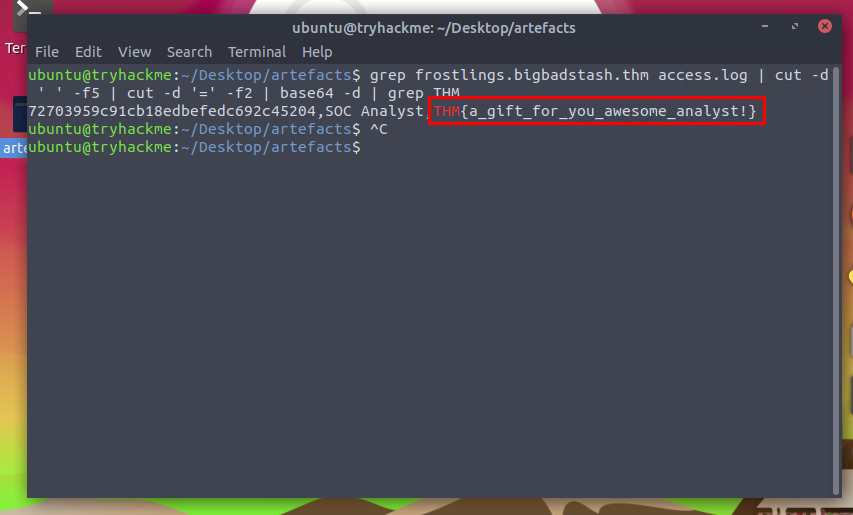 Ter
arte
ubuntu@tryhackme: ~/Desktop/artefacts
File Edit View Search Terminal Help
ubuntu@tryhackme:~/Desktop/artefacts$ grep frostlings.bigbadstash.thm access.log | cut -d
' ' -f5 | cut -d '=' -f2 | base64 -d | grep THM
72703959c91cb18edbefedc692c45204,SOC Analyst,THM{a_gift_for_you_awesome_analyst!}
ubuntu@tryhackme:~/Desktop/artefacts$ ^C
ubuntu@tryhackme:~/Desktop/artefacts$